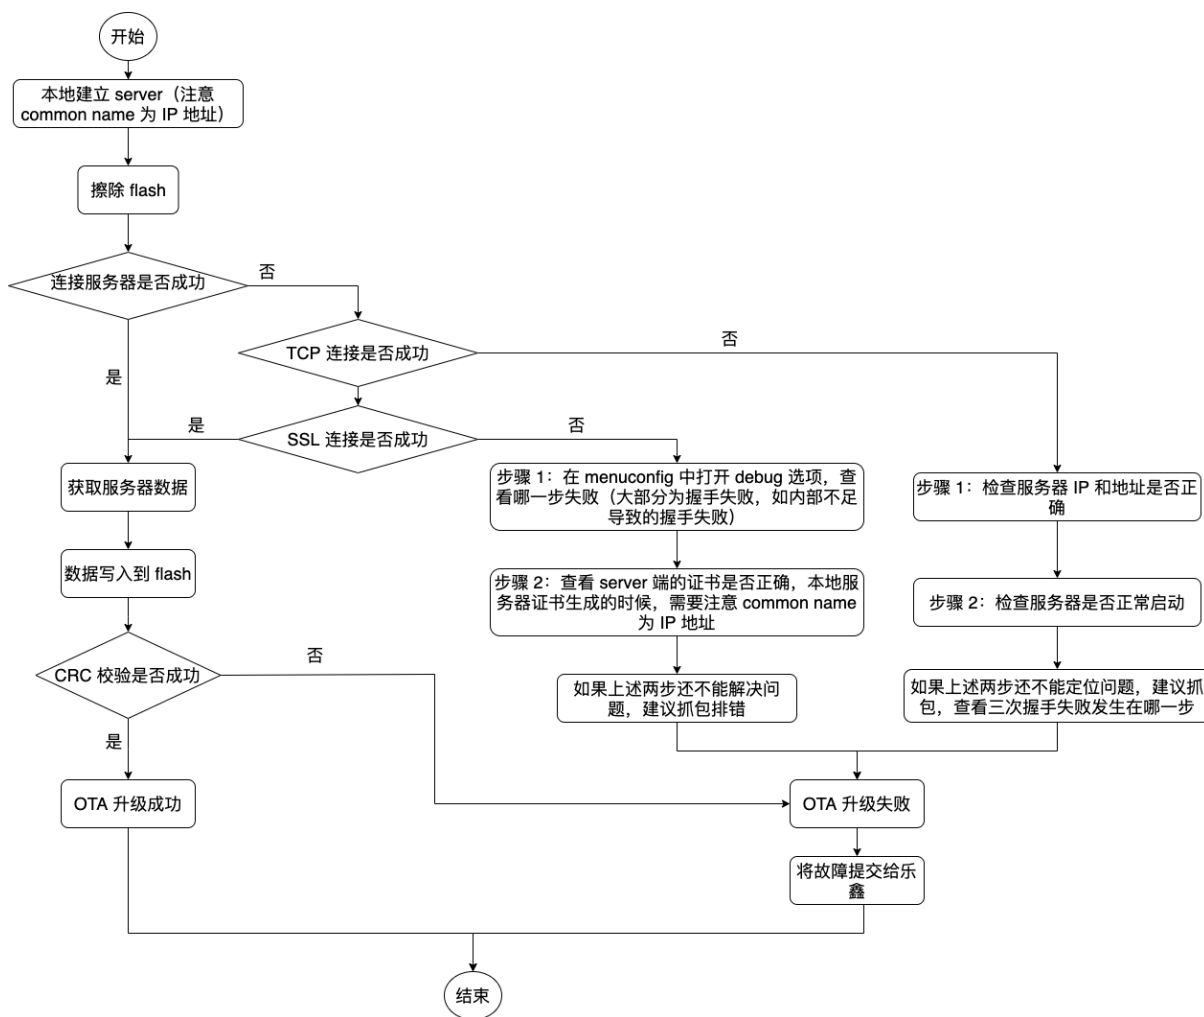 开始
本地建立 server（注意
common name 为 IP 地址）
擦除 flash
连接服务器是否成功
否
TCP 连接是否成功
否
是
SSL 连接是否成功
是
否
获取服务器数据
步骤 1：在 menuconfig 中打开 debug 选项，查
看哪一步失败（大部分为握手失败，如内部不足
导致的握手失败）
步骤 1：检查服务器 IP 和地址是否正
确
数据写入到 flash
步骤 2：查看 server 端的证书是否正确，本地服
务器证书生成的时候，需要注意 common name
为 IP 地址
步骤 2：检查服务器是否正常启动
CRC 校验是否成功
否
如果上述两步还不能解决问
题，建议抓包排错
如果上述两步还不能定位问题，建议抓
包，查看三次握手失败发生在哪一步
是
OTA 升级成功
OTA 升级失败
将故障提交给乐
鑫
结束